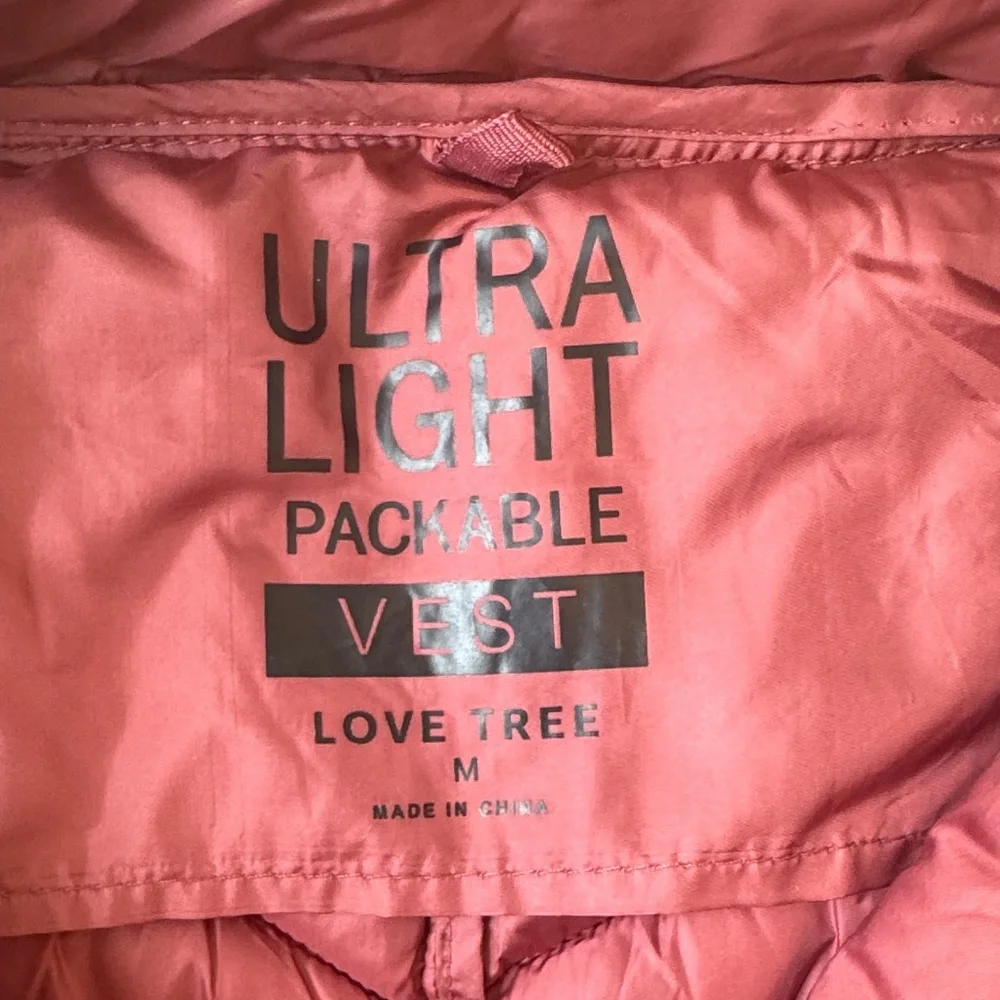 ULTRA
LIGHT
PACKABLE
VEST
LOVE TREE
M
MADE IN CHINA